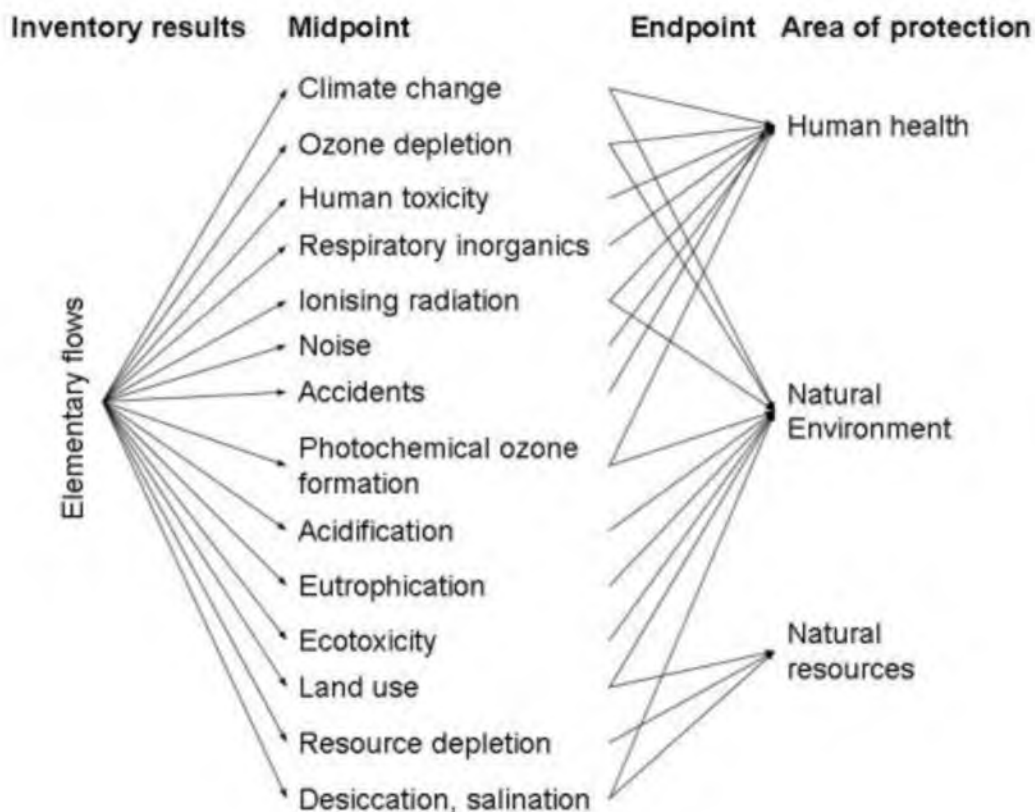 Inventory results Midpoint Endpoint Area of protection
Climate change
Human health
Ozone depletion
Human toxicity
Respiratory inorganics
Ionising radiation
Noise
Elementary flows
Accidents
Natural
Environment
Photochemical ozone
formation
Acidification
Eutrophication
Ecotoxicity
Natural
resources
Land use
Resource depletion
Desiccation, salination